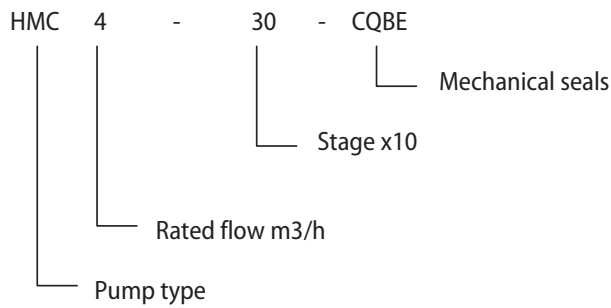 HMC 4 - 30 - CQBE
Mechanical seals
Stage x10
Rated flow m3/h
Pump type